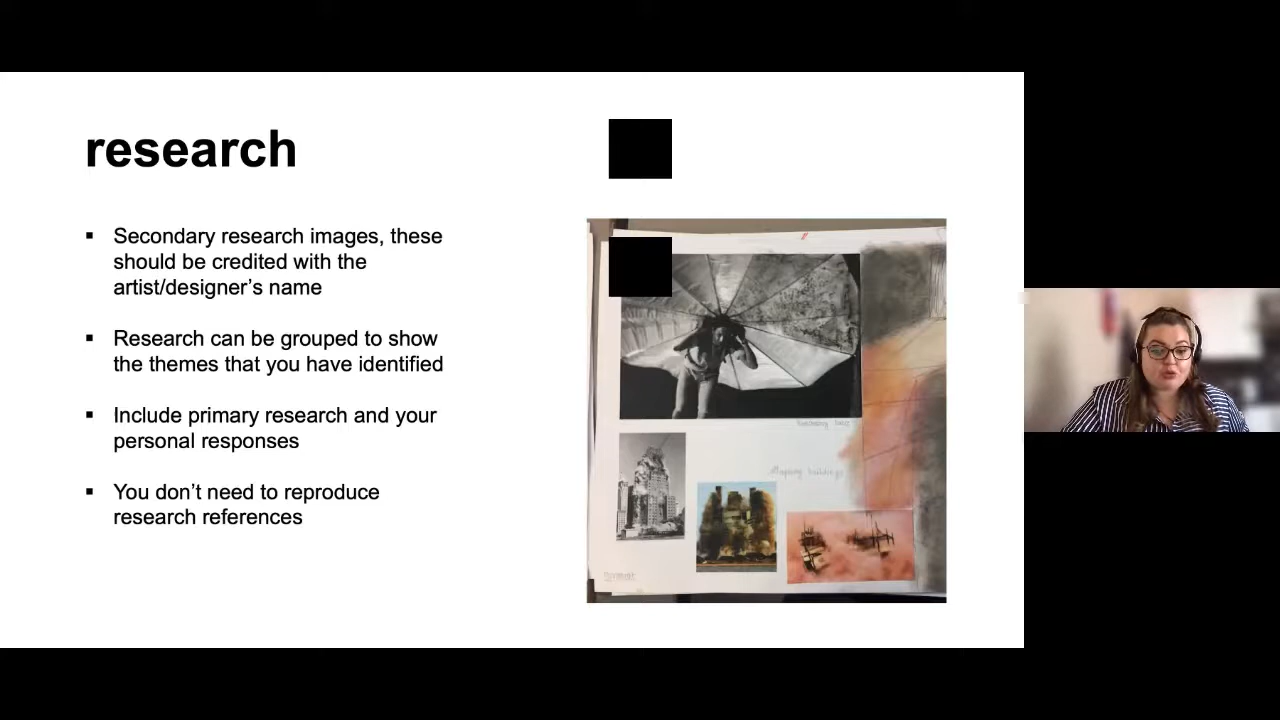 research
▪ Secondary research images, these
should be credited with the
artist/designer’s name
▪ Research can be grouped to show
the themes that you have identified
▪ Include primary research and your
personal responses
▪ You don’t need to reproduce
research references
buildings